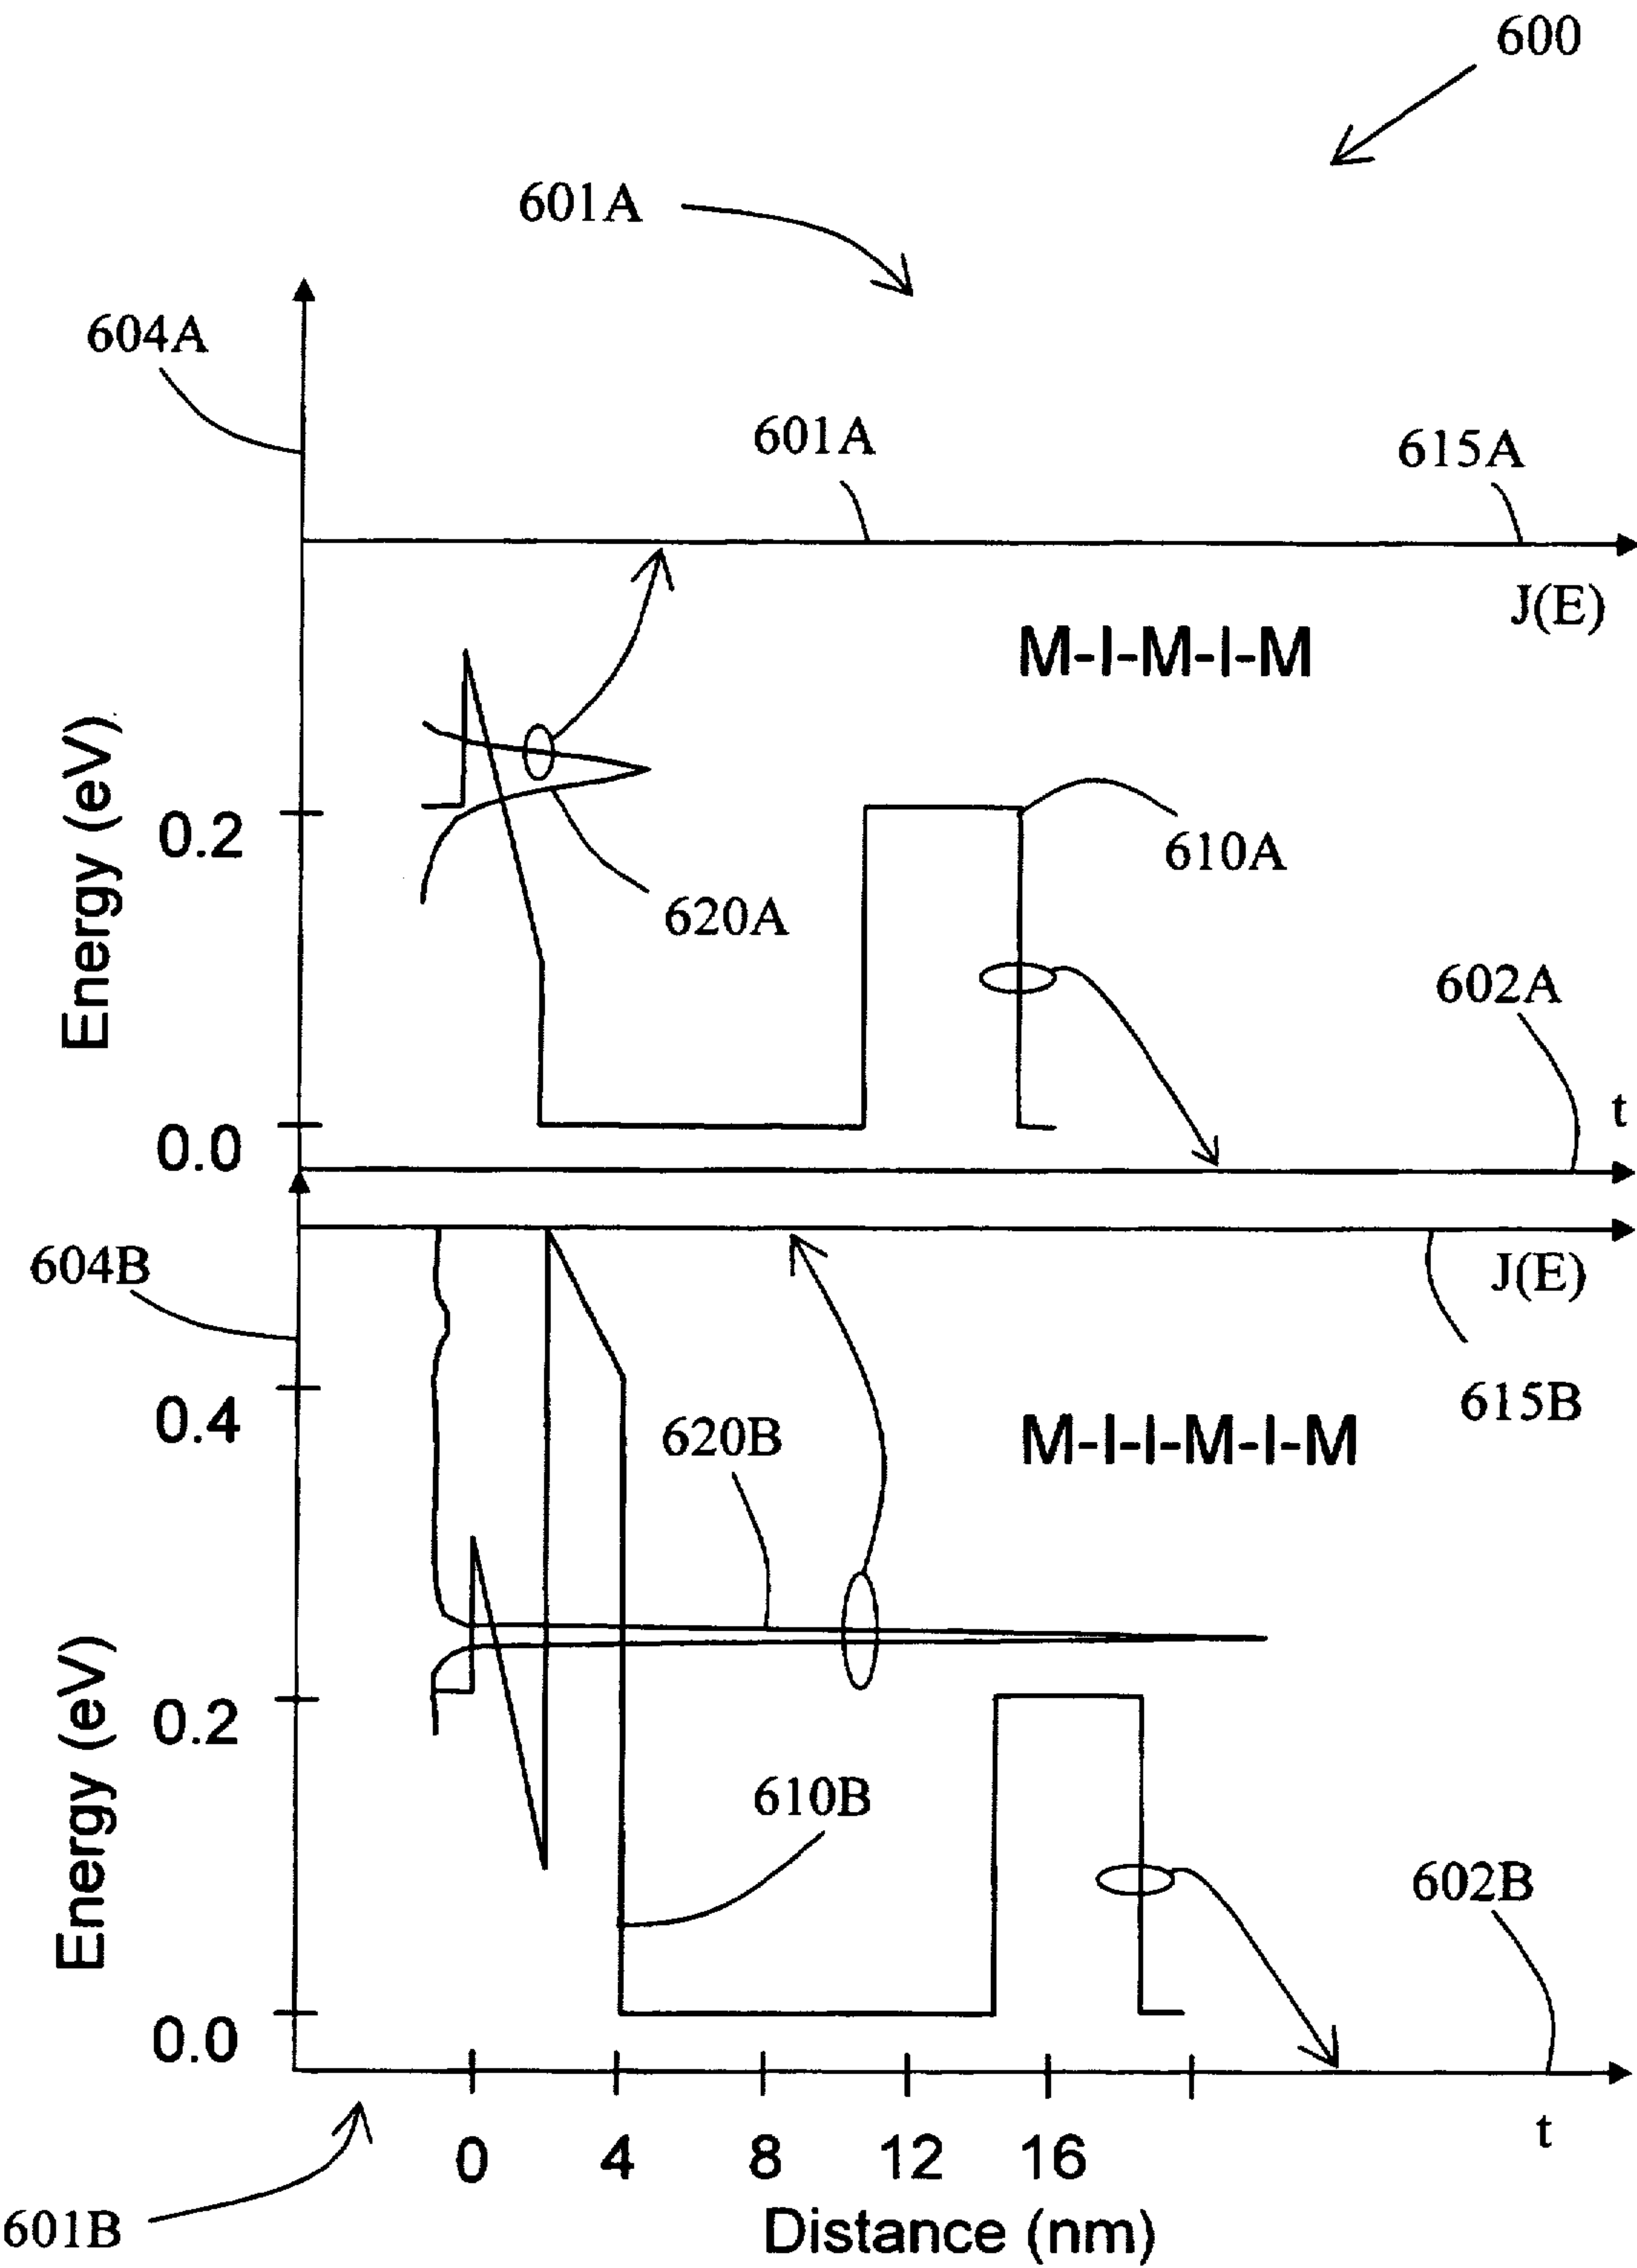 600
601A
604A
601A
615A
J(E)
M-I-M-I-M
Energy (eV)
0.2
610A
620A
602A
t
0.0
604B
J(E)
615B
0.4
620B
M-I-I-M-I-M
Energy (eV)
0.2
610B
602B
0.0
t
0 4 8 12 16
601B
Distance (nm)